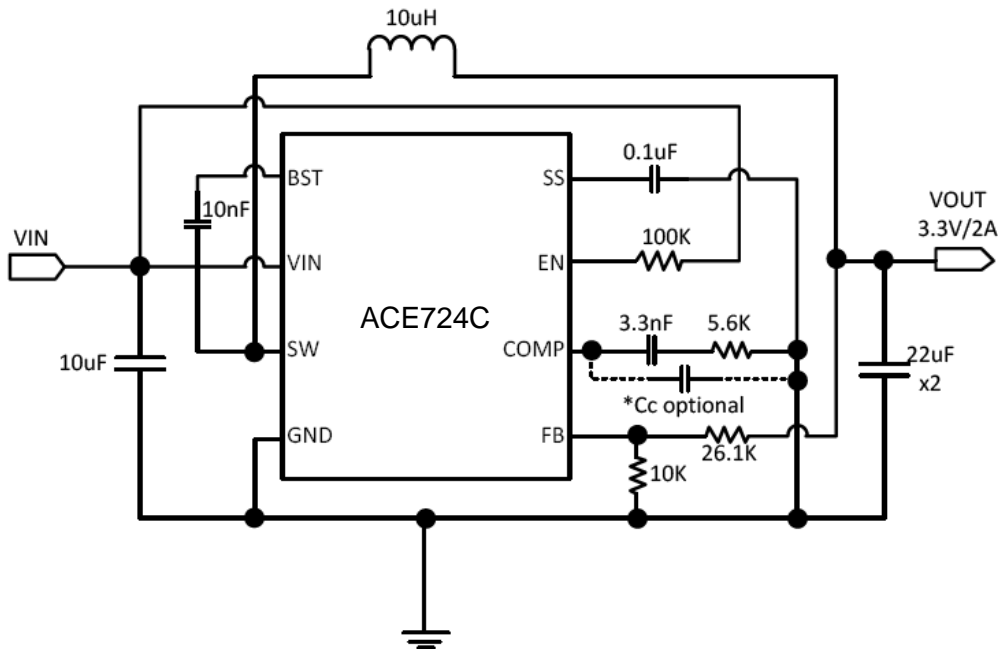 10uH
BST
SS
0.1uF
10nF
VOUT
3.3V/2A
VIN
VIN
EN
100K
ACE724C
10uF
SW
COMP
3.3nF
5.6K
22uF
x2
*Cc optional
GND
FB
26.1K
10K